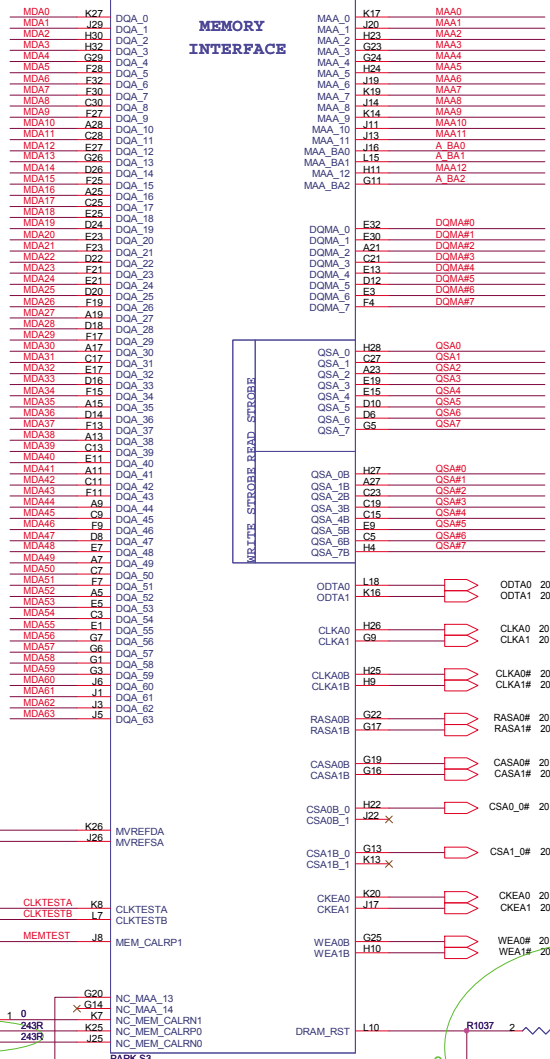 MEMORY
INTERFACE
MDA0 K27 DQA_0
MDA1 J29 DQA_1
MDA2 H30 DQA_2
MDA3 H32 DQA_3
MDA4 G29 DQA_4
MDA5 F28 DQA_5
MDA6 F32 DQA_6
MDA7 F30 DQA_7
MDA8 C30 DQA_8
MDA9 F27 DQA_9
MDA10 A28 DQA_10
MDA11 C28 DQA_11
MDA12 E27 DQA_12
MDA13 G26 DQA_13
MDA14 D26 DQA_14
MDA15 F25 DQA_15
MDA16 A25 DQA_16
MDA17 C25 DQA_17
MDA18 E25 DQA_18
MDA19 D24 DQA_19
MDA20 E23 DQA_20
MDA21 F23 DQA_21
MDA22 D22 DQA_22
MDA23 F21 DQA_23
MDA24 E21 DQA_24
MDA25 D20 DQA_25
MDA26 F19 DQA_26
MDA27 A19 DQA_27
MDA28 D18 DQA_28
MDA29 F17 DQA_29
MDA30 A17 DQA_30
MDA31 C17 DQA_31
MDA32 E17 DQA_32
MDA33 D16 DQA_33
MDA34 F15 DQA_34
MDA35 A15 DQA_35
MDA36 D14 DQA_36
MDA37 F13 DQA_37
MDA38 A13 DQA_38
MDA39 C13 DQA_39
MDA40 E11 DQA_40
MDA41 A11 DQA_41
MDA42 C11 DQA_42
MDA43 F11 DQA_43
MDA44 A9 DQA_44
MDA45 C9 DQA_45
MDA46 F9 DQA_46
MDA47 D8 DQA_47
MDA48 E7 DQA_48
MDA49 A7 DQA_49
MDA50 C7 DQA_50
MDA51 F7 DQA_51
MDA52 A5 DQA_52
MDA53 E5 DQA_53
MDA54 C3 DQA_54
MDA55 E1 DQA_55
MDA56 G7 DQA_56
MDA57 G6 DQA_57
MDA58 G1 DQA_58
MDA59 G3 DQA_59
MDA60 J6 DQA_60
MDA61 J1 DQA_61
MDA62 J3 DQA_62
MDA63 J5 DQA_63
K26 MVREFDA
J26 MVREFSA
CLKTESTA K8 CLKTESTA
CLKTESTB L7 CLKTESTB
MEMTEST J8 MEM_CALRP1
G20 NC_MAA_13
G14 NC_MAA_14
1 0 K7 NC_MEM_CALRN1
243R K25 NC_MEM_CALRP0
243R J25 NC_MEM_CALRN0
PARK S3
MAA_0 K17 MAA0
MAA_1 J20 MAA1
MAA_2 H23 MAA2
MAA_3 G23 MAA3
MAA_4 G24 MAA4
MAA_5 H24 MAA5
MAA_6 J19 MAA6
MAA_7 K19 MAA7
MAA_8 J14 MAA8
MAA_9 K14 MAA9
MAA_10 J11 MAA10
MAA_11 J13 MAA11
MAA_BA0 J16 A_BA0
MAA_BA1 L15 A_BA1
MAA_12 H11 MAA12
MAA_BA2 G11 A_BA2
DQMA_0 E32 DQMA#0
DQMA_1 E30 DQMA#1
DQMA_2 A21 DQMA#2
DQMA_3 C21 DQMA#3
DQMA_4 E13 DQMA#4
DQMA_5 D12 DQMA#5
DQMA_6 E3 DQMA#6
DQMA_7 F4 DQMA#7
READ STROBE
QSA_0 H28 QSA0
QSA_1 C27 QSA1
QSA_2 A23 QSA2
QSA_3 E19 QSA3
QSA_4 E15 QSA4
QSA_5 D10 QSA5
QSA_6 D6 QSA6
QSA_7 G5 QSA7
WRITE STROBE
QSA_0B H27 QSA#0
QSA_1B A27 QSA#1
QSA_2B C23 QSA#2
QSA_3B C19 QSA#3
QSA_4B C15 QSA#4
QSA_5B E9 QSA#5
QSA_6B C5 QSA#6
QSA_7B H4 QSA#7
ODTA0 L18 ODTA0 20
ODTA1 K16 ODTA1 20
CLKA0 H26 CLKA0 20
CLKA1 G9 CLKA1 20
CLKA0B H25 CLKA0# 20
CLKA1B H9 CLKA1# 20
RASA0B G22 RASA0# 20
RASA1B G17 RASA1# 20
CASA0B G19 CASA0# 20
CASA1B G16 CASA1# 20
CSA0B_0 H22 CSA0_0# 20
CSA0B_1 J22
CSA1B_0 G13 CSA1_0# 20
CSA1B_1 K13
CKEA0 K20 CKEA0 20
CKEA1 J17 CKEA1 20
WEA0B G25 WEA0# 20
WEA1B H10 WEA1# 20
DRAM_RST L10 R1037 2